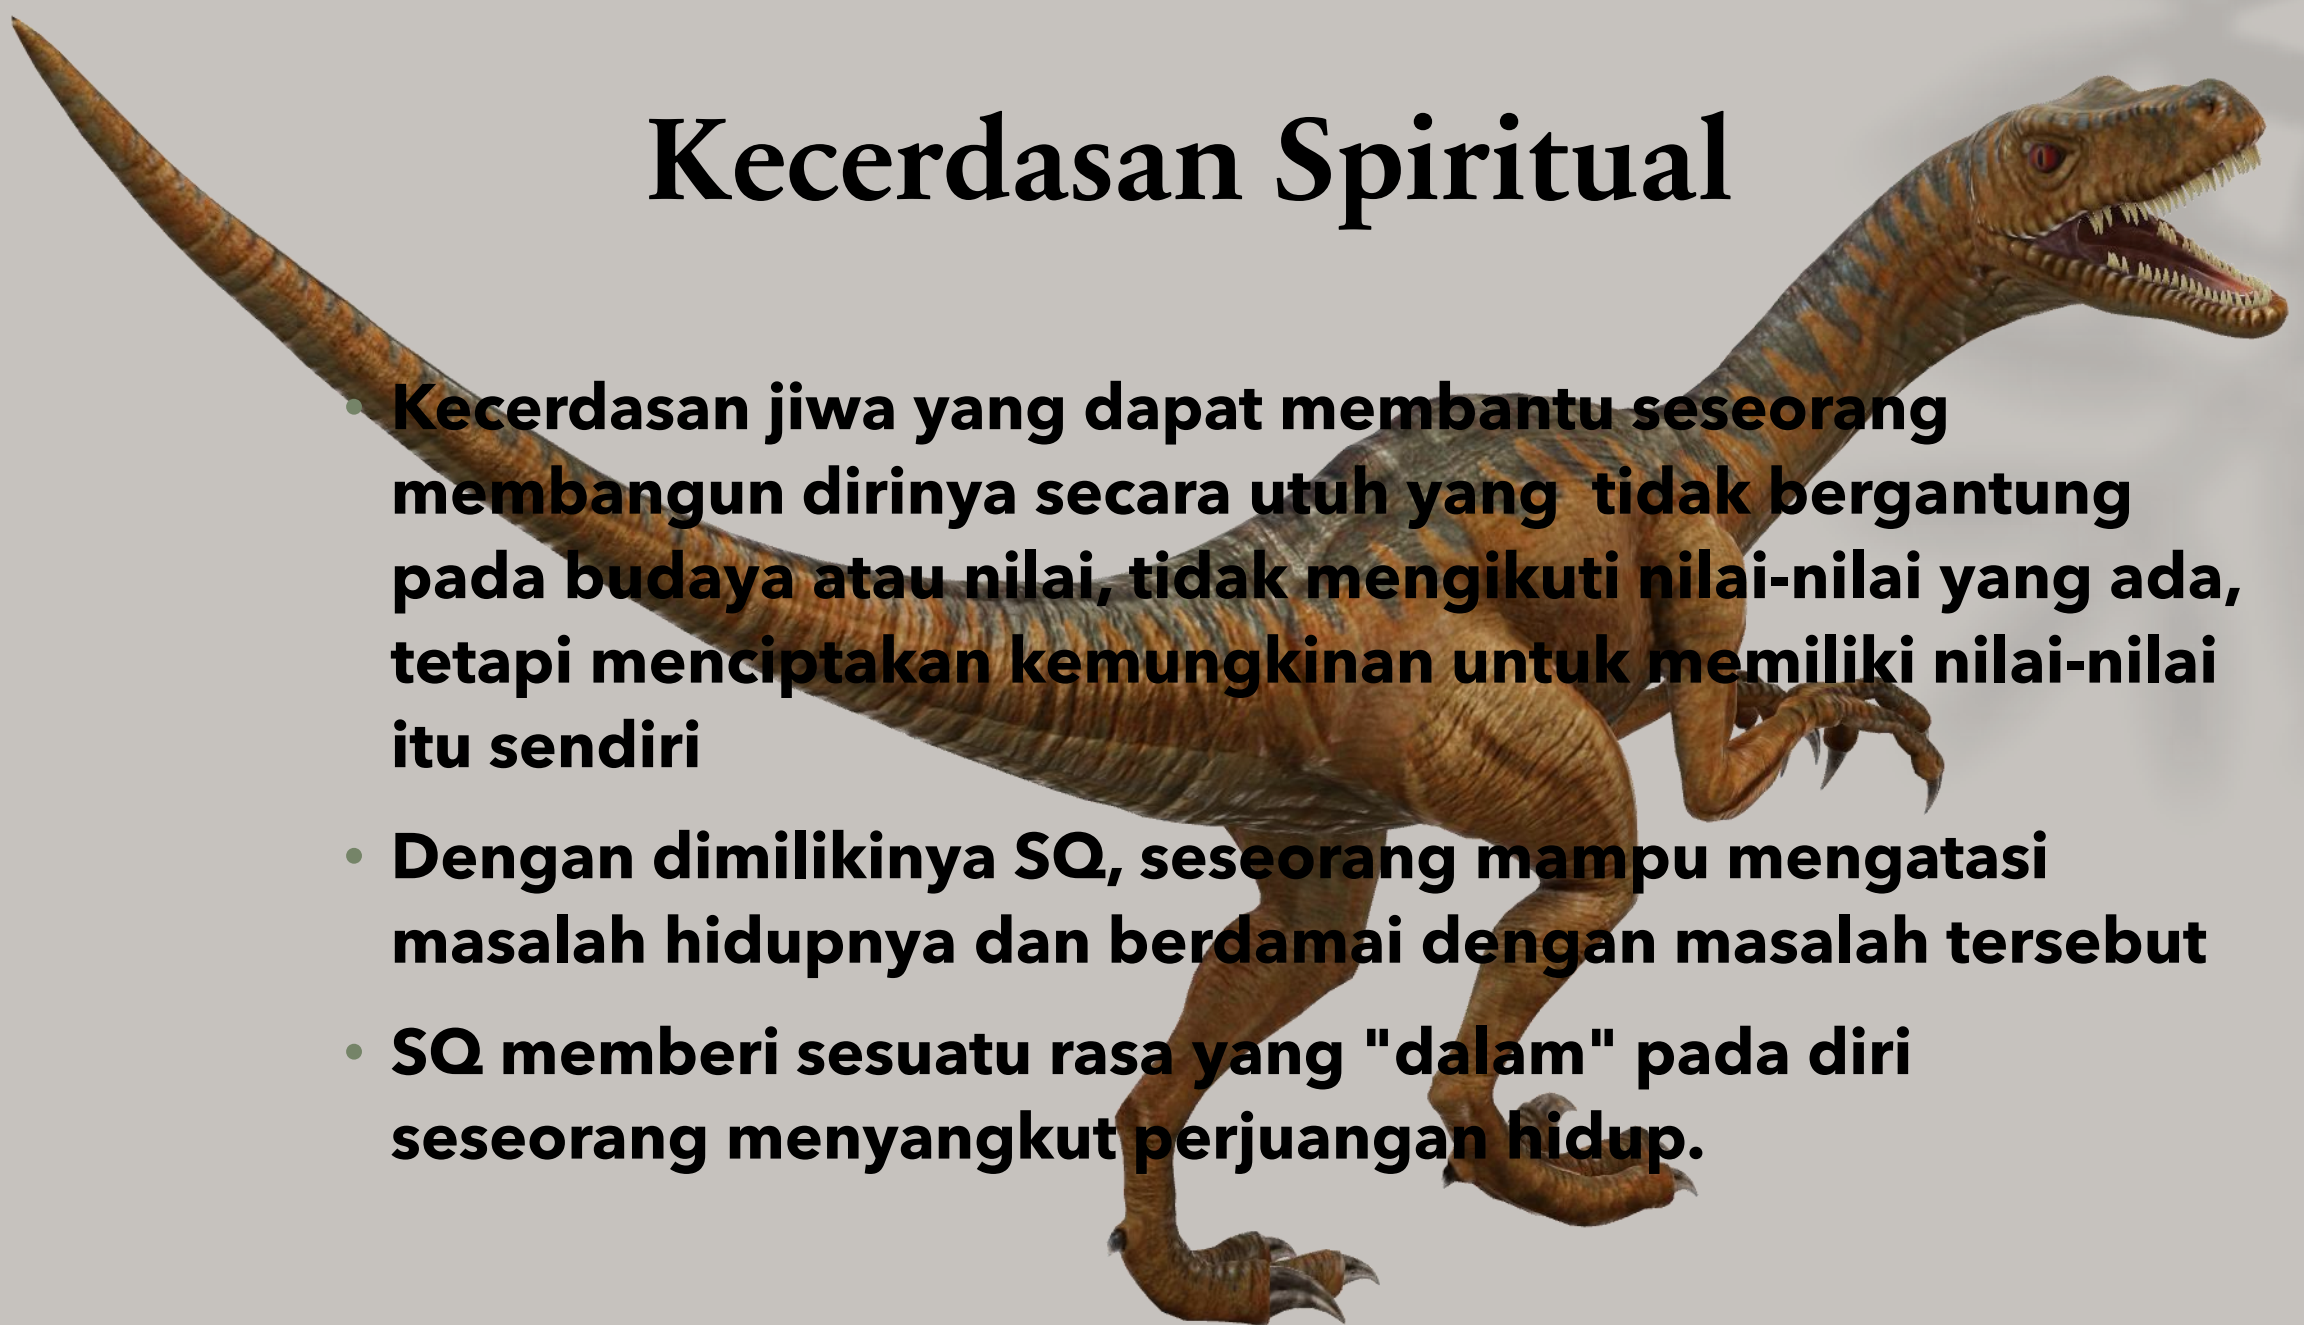 Kecerdasan Spiritual
• Kecerdasan jiwa yang dapat membantu seseorang
membangun dirinya secara utuh yang  tidak bergantung
pada budaya atau nilai, tidak mengikuti nilai-nilai yang ada,
tetapi menciptakan kemungkinan untuk memiliki nilai-nilai
itu sendiri
• Dengan dimilikinya SQ, seseorang mampu mengatasi
masalah hidupnya dan berdamai dengan masalah tersebut
• SQ memberi sesuatu rasa yang "dalam" pada diri
seseorang menyangkut perjuangan hidup.